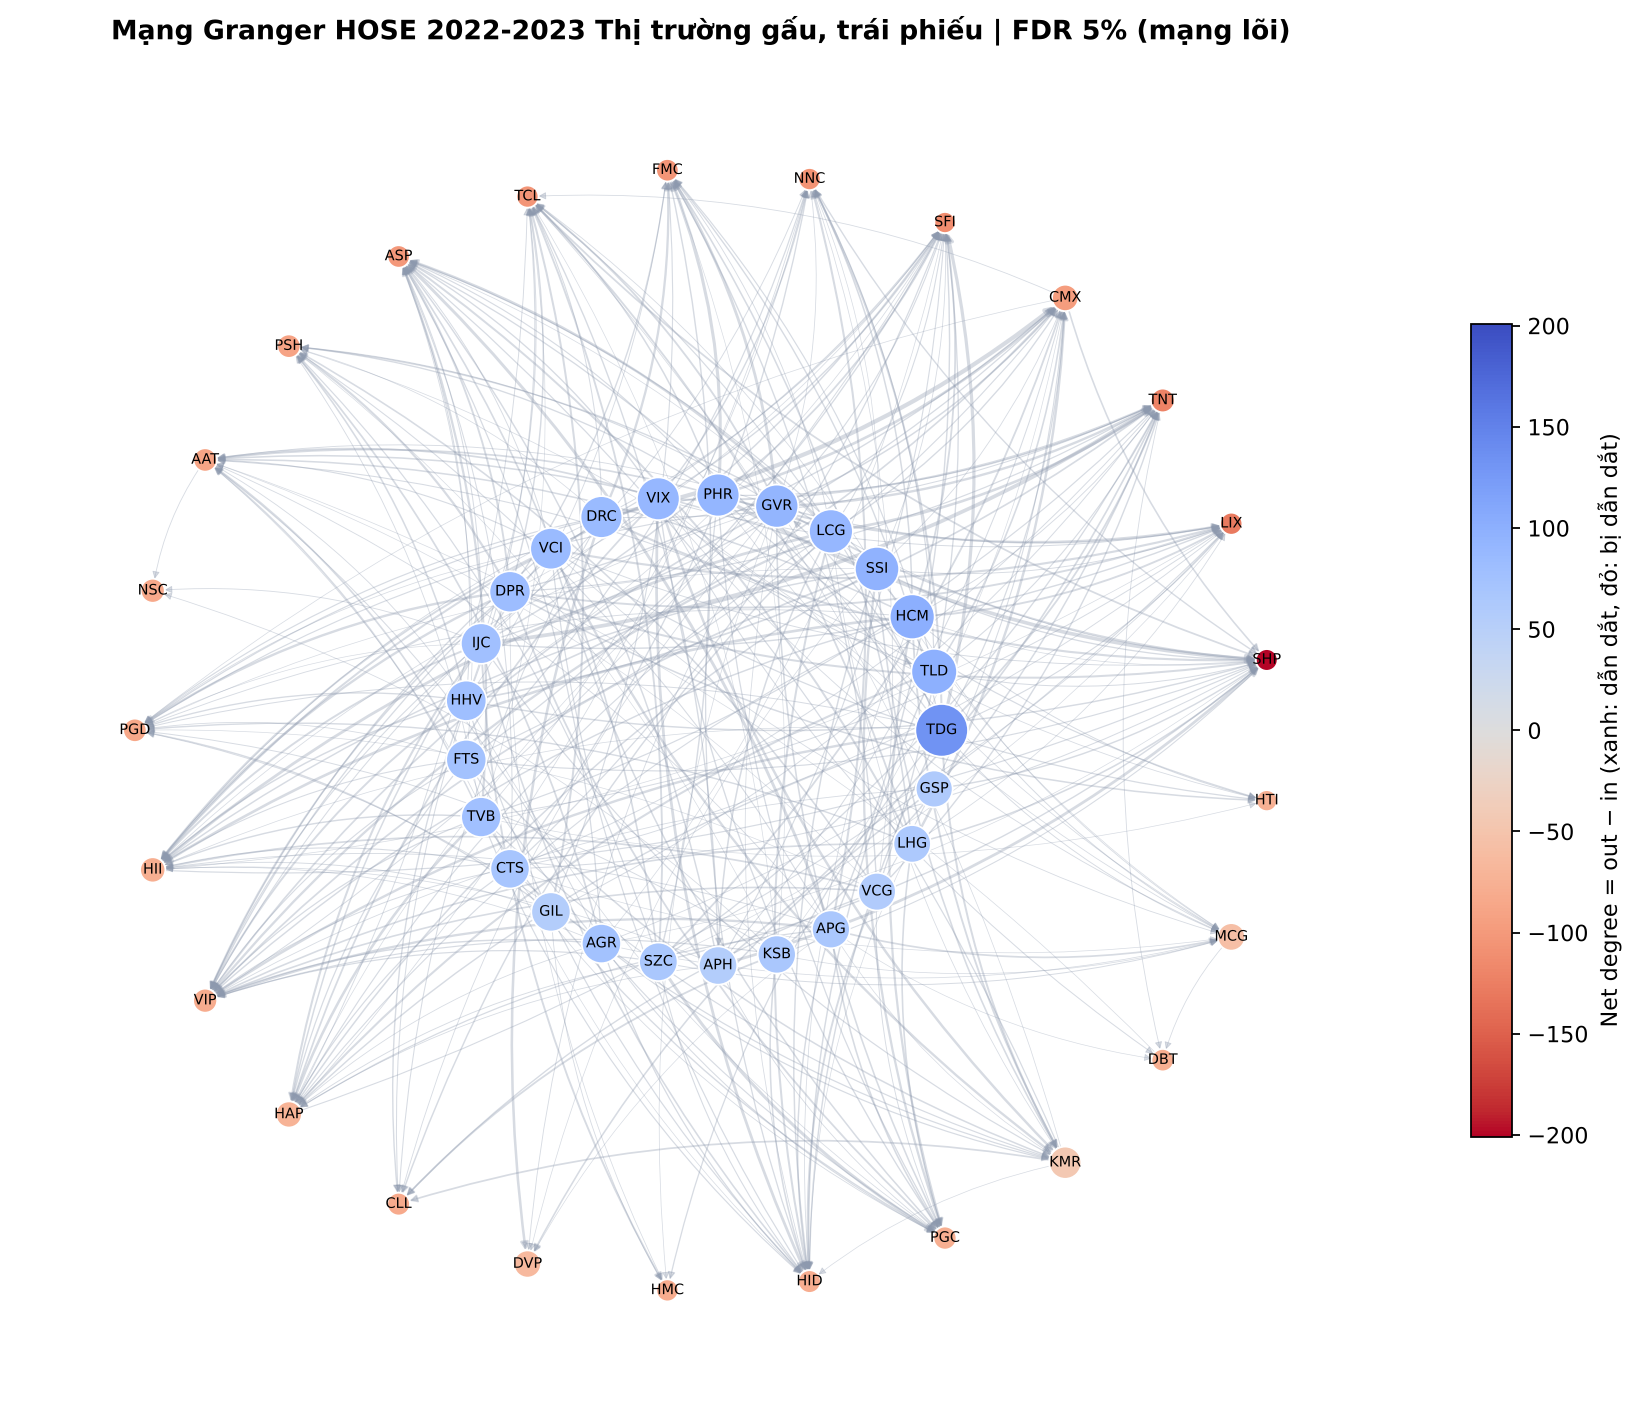 Mạng Granger HOSE 2022-2023 Thị trường gấu, trái phiếu | FDR 5% (mạng lõi)
FMC
NNC
TCL
SFI
ASP
CMX
PSH
TNT
AAT
LIX
NSC
SHP
PGD
HTI
HII
MCG
VIP
DBT
HAP
KMR
CLL
PGC
DVP
HID
HMC
VIX
PHR
GVR
DRC
LCG
VCI
SSI
DPR
HCM
IJC
TLD
HHV
TDG
FTS
GSP
TVB
LHG
CTS
VCG
GIL
APG
AGR
KSB
SZC
APH
200
150
100
50
0
−50
−100
−150
−200
Net degree = out − in (xanh: dẫn dắt, đỏ: bị dẫn dắt)